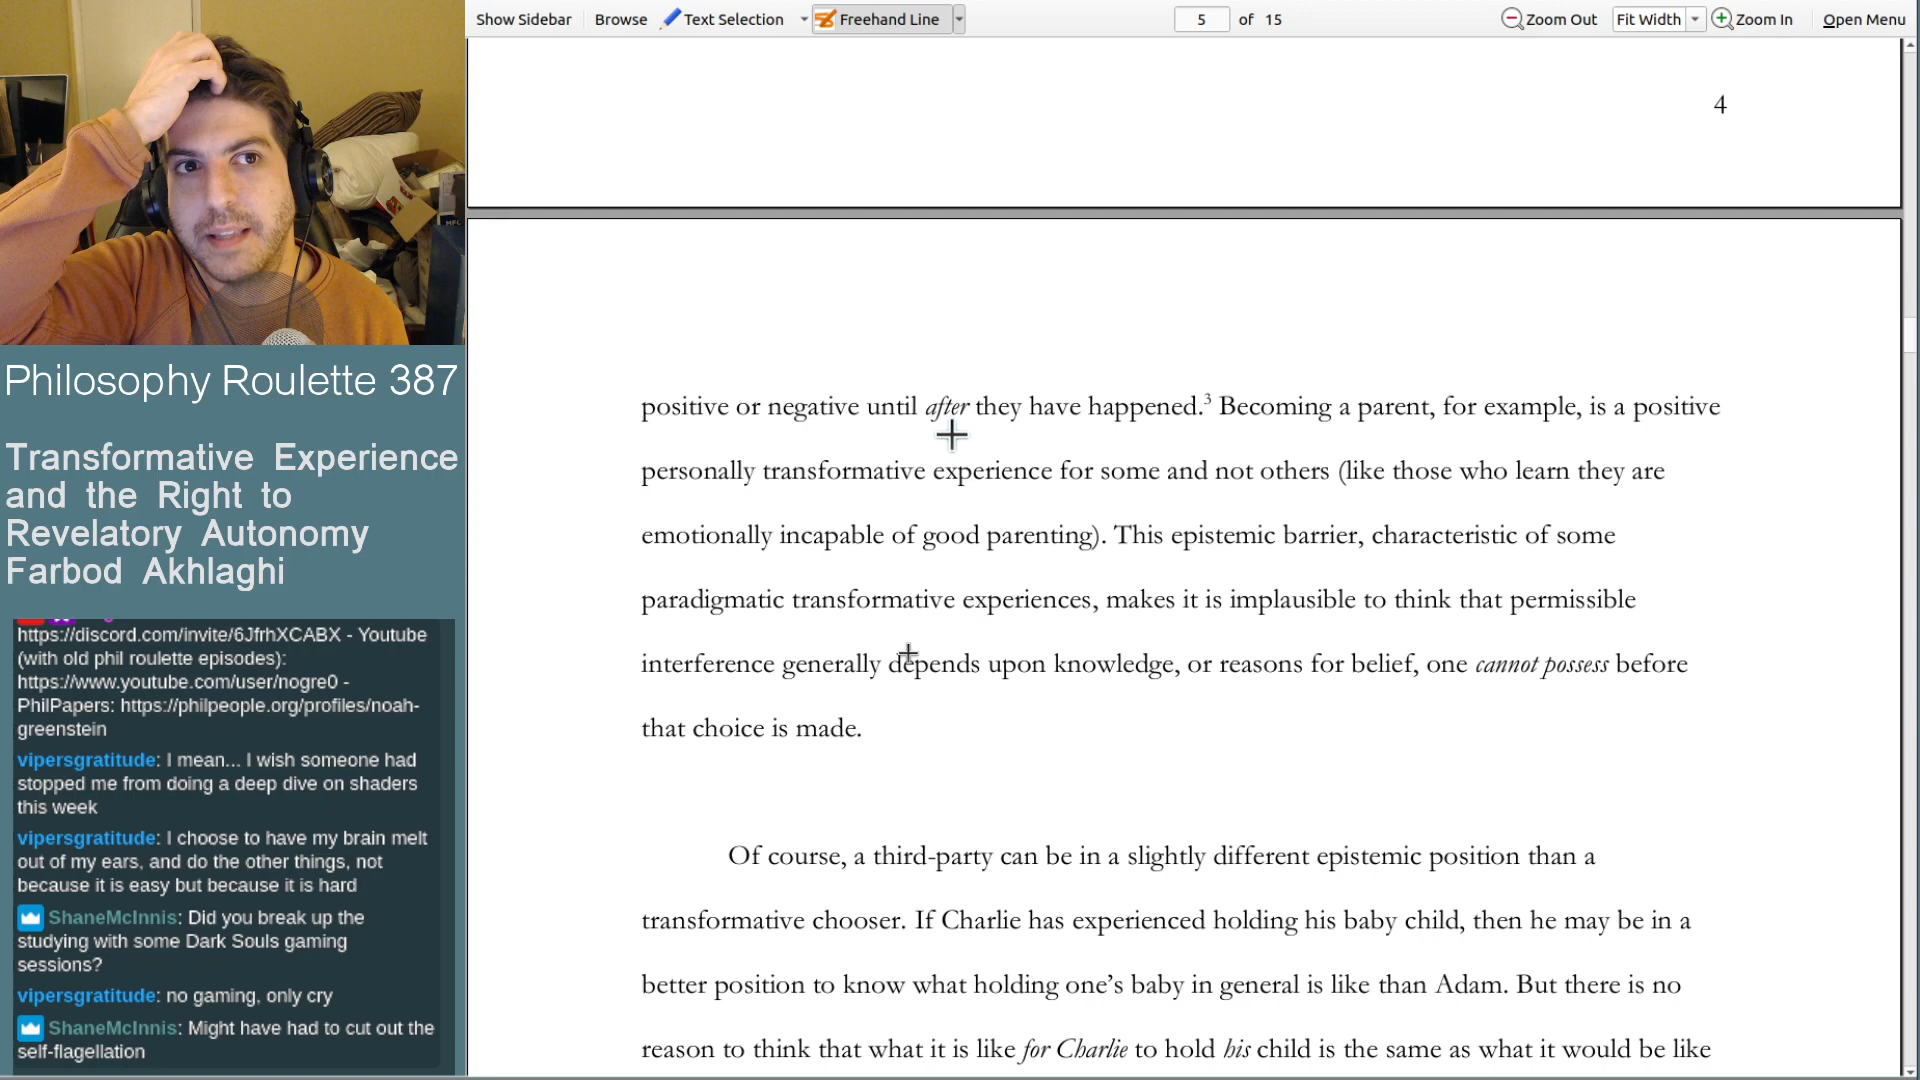 Show Sidebar Browse Text Selection Freehand Line 5 of 15 Zoom Out Fit Width Zoom In Open Menu
4
positive or negative until after they have happened.3 Becoming a parent, for example, is a positive
personally transformative experience for some and not others (like those who learn they are
emotionally incapable of good parenting). This epistemic barrier, characteristic of some
paradigmatic transformative experiences, makes it is implausible to think that permissible
interference generally depends upon knowledge, or reasons for belief, one cannot possess before
that choice is made.
Of course, a third-party can be in a slightly different epistemic position than a
transformative chooser. If Charlie has experienced holding his baby child, then he may be in a
better position to know what holding one's baby in general is like than Adam. But there is no
reason to think that what it is like for Charlie to hold his child is the same as what it would be like
Philosophy Roulette 387
Transformative Experience
and the Right to
Revelatory Autonomy
Farbod Akhlaghi
https://discord.com/invite/6JfrhXCABX - Youtube
(with old phil roulette episodes):
https://www.youtube.com/user/nogre0 -
PhilPapers: https://philpeople.org/profiles/noah-
greenstein
vipersgratitude: I mean... I wish someone had
stopped me from doing a deep dive on shaders
this week
vipersgratitude: I choose to have my brain melt
out of my ears, and do the other things, not
because it is easy but because it is hard
ShaneMcInnis: Did you break up the
studying with some Dark Souls gaming
sessions?
vipersgratitude: no gaming, only cry
ShaneMcInnis: Might have had to cut out the
self-flagellation